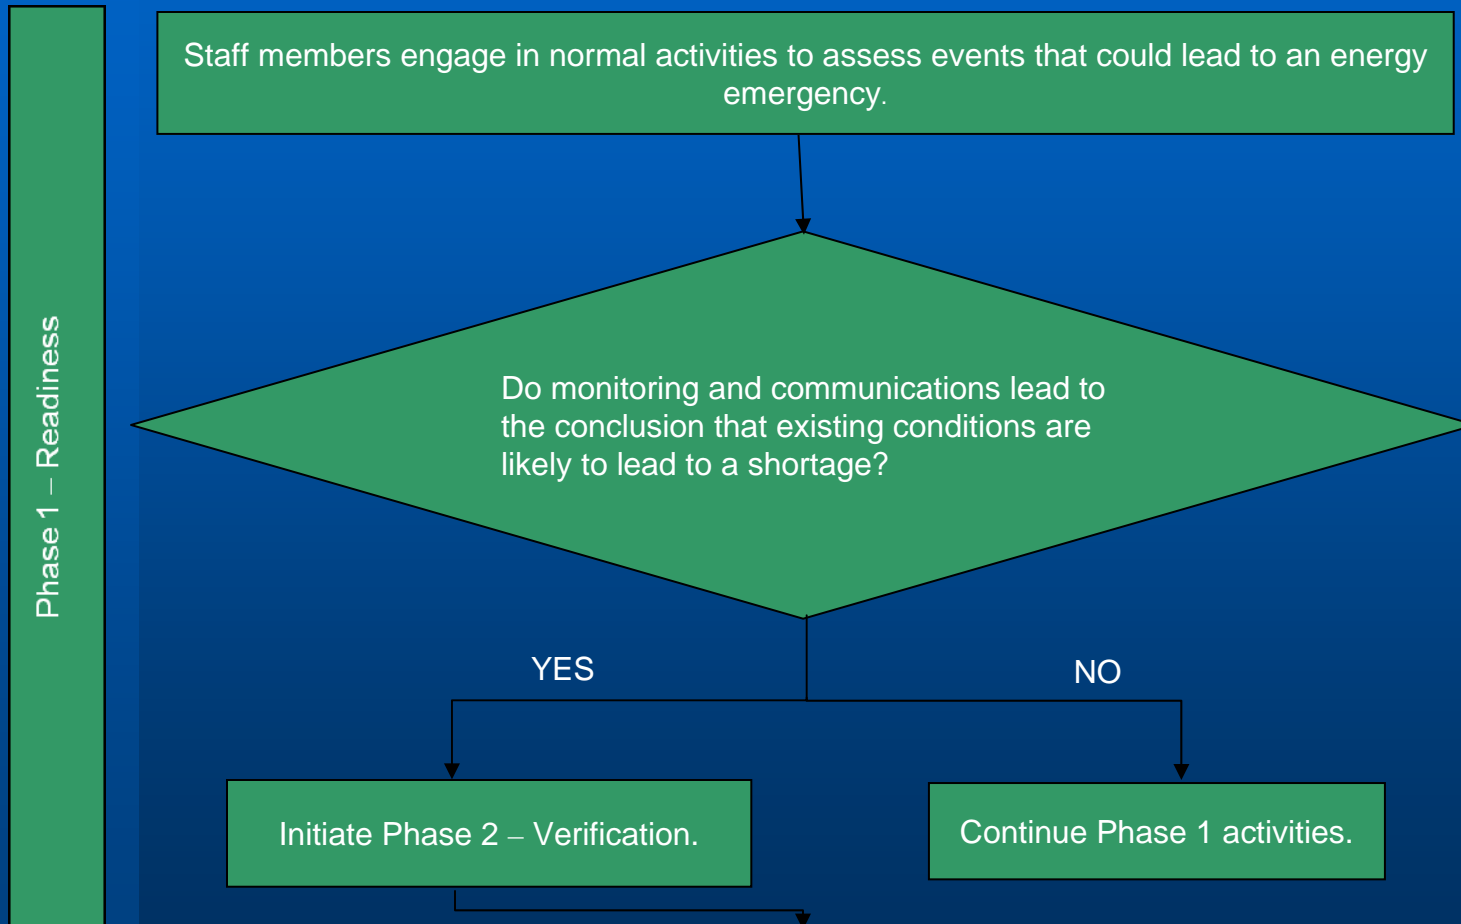 Phase 1 – Readiness
Staff members engage in normal activities to assess events that could lead to an energy
emergency.
Do monitoring and communications lead to
the conclusion that existing conditions are
likely to lead to a shortage?
YES
NO
Initiate Phase 2 – Verification.
Continue Phase 1 activities.